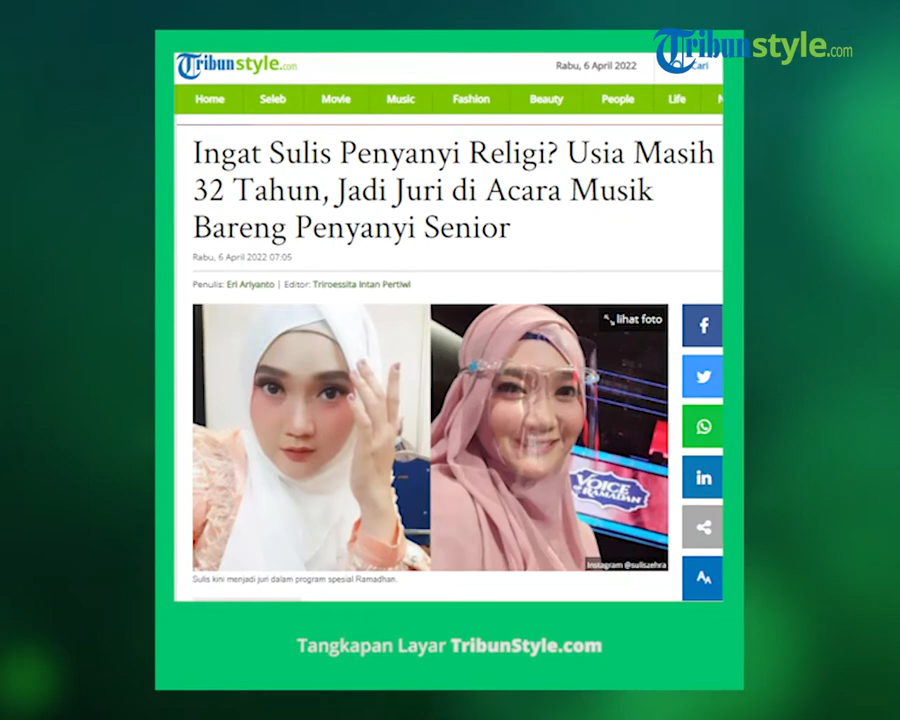 Tribunstyle.com
Tribunstyle.com
Rabu, 6 April 2022
Cari
Home Seleb Movie Music Fashion Beauty People Life
Ingat Sulis Penyanyi Religi? Usia Masih
32 Tahun, Jadi Juri di Acara Musik
Bareng Penyanyi Senior
Rabu, 6 April 2022 07:05
Penulis: Eri Ariyanto | Editor: Triroessita Intan Pertiwi
lihat foto
VOICE
of RAMADAN
Instagram @suliszehra
Sulis kini menjadi juri dalam program spesial Ramadhan.
AA
Tangkapan Layar TribunStyle.com